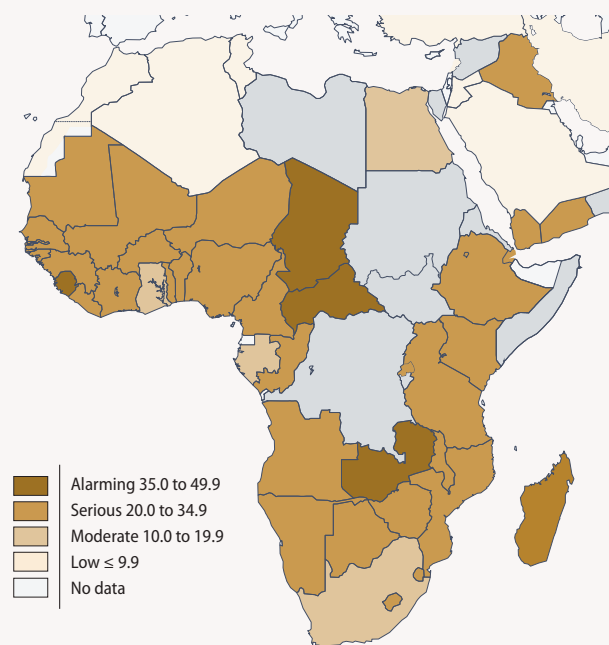 Alarming 35.0 to 49.9
Serious 20.0 to 34.9
Moderate 10.0 to 19.9
Low ≤ 9.9
No data